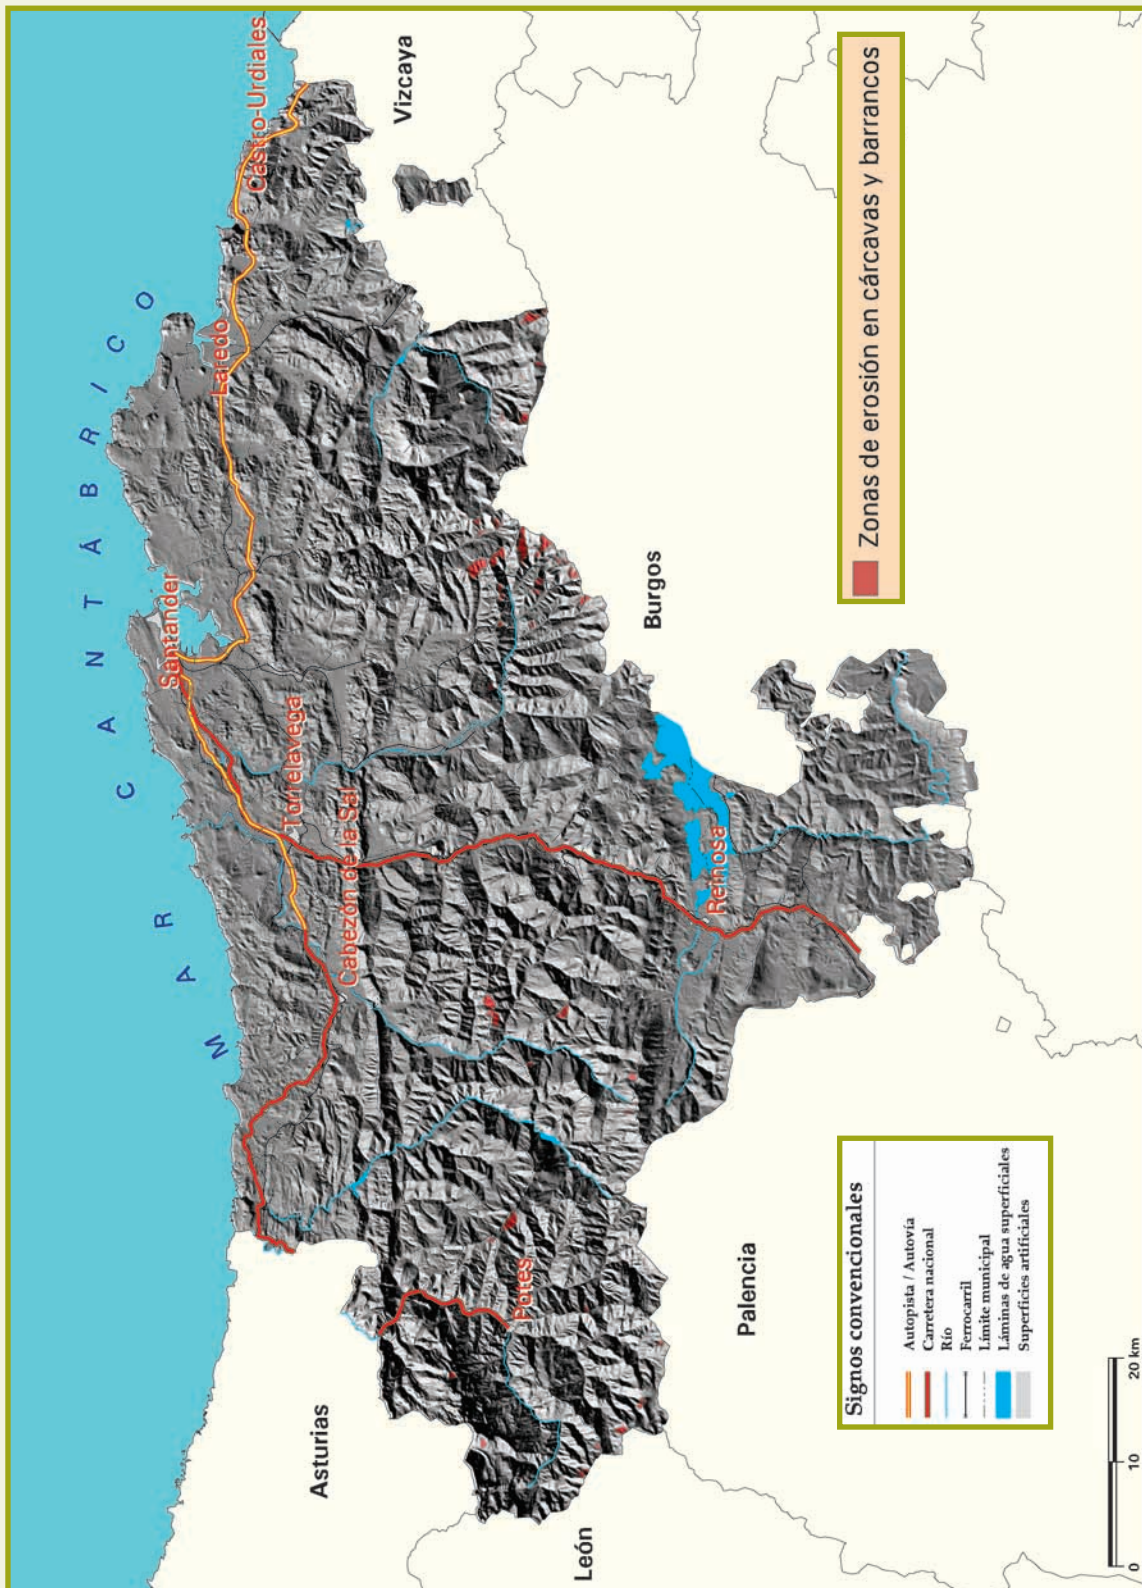 MAR CANTÁBRICO
Castro-Urdiales
Laredo
Santander
Torrelavega
Cabezón de la Sal
Reinosa
Potes
Vizcaya
Burgos
Palencia
León
Asturias
Zonas de erosión en cárcavas y barrancos
Signos convencionales
Autopista / Autovía
Carretera nacional
Río
Ferrocarril
Límite municipal
Láminas de agua superficiales
Superficies artificiales
0 10 20 km